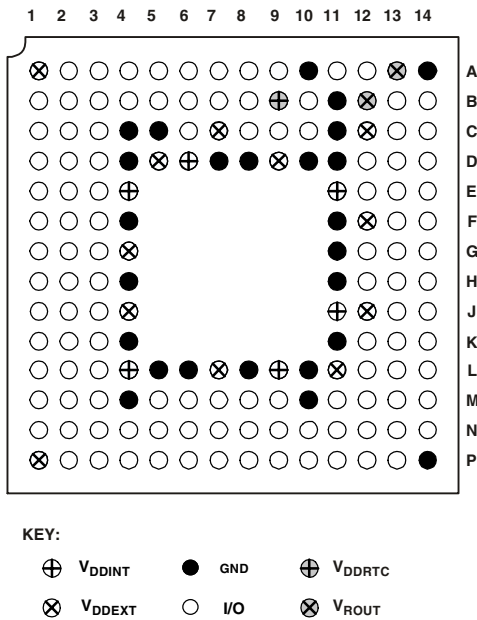 1 2 3 4 5 6 7 8 9 10 11 12 13 14
A
B
C
D
E
F
G
H
J
K
L
M
N
P
KEY:
VDDINT GND VDDRTC
VDDEXT I/O VROUT